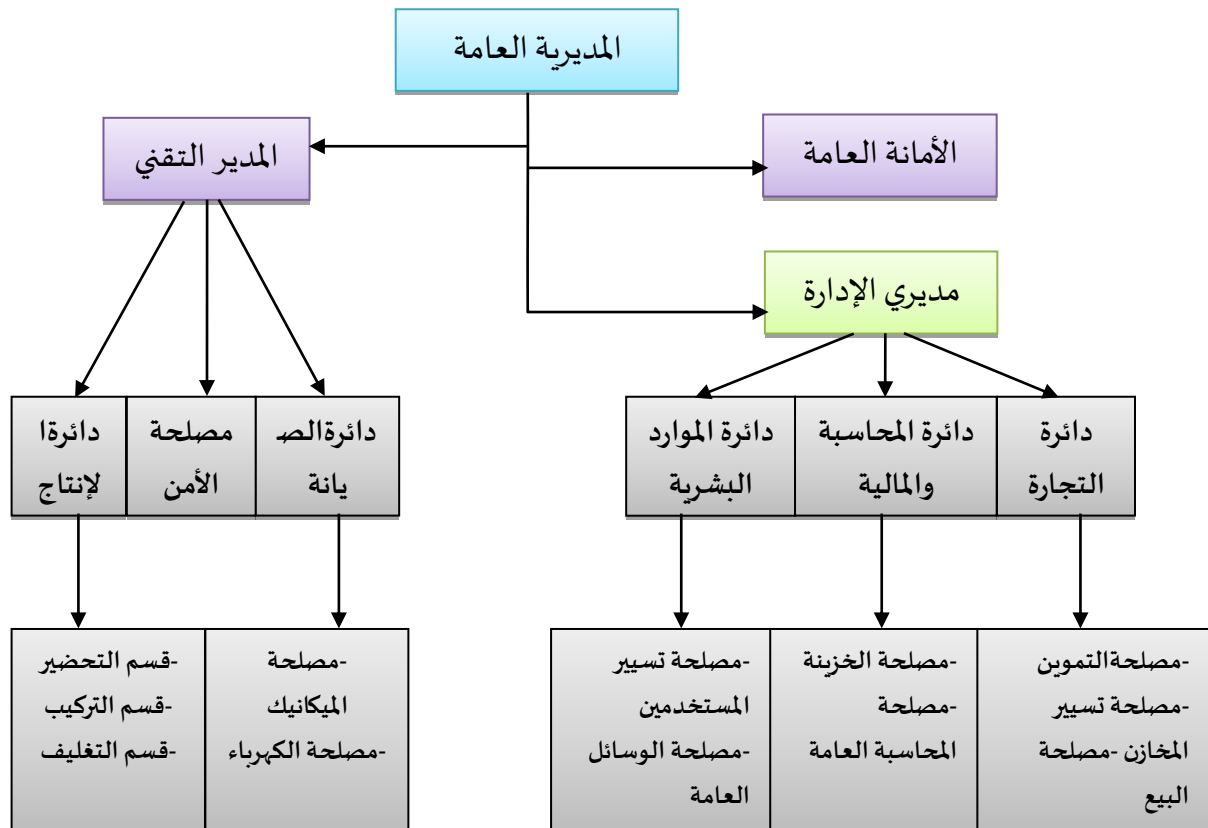 المديرية العامة
الأمانة العامة
المدير التقني
مديري الإدارة
دائرة
التجارة
دائرة المحاسبة
والمالية
دائرة الموارد
البشرية
دائرةالصـ
يانة
مصلحة
الأمن
دائرةا
لإنتاج
-مصلحةالتموين
-مصلحة تسيير
المخازن -مصلحة
البيع
-مصلحة الخزينة
-مصلحة
المحاسبة العامة
-مصلحة تسيير
المستخدمين
-مصلحة الوسائل
العامة
-مصلحة
الميكانيك
-مصلحة الكهرباء
-قسم التحضير
-قسم التركيب
-قسم التغليف